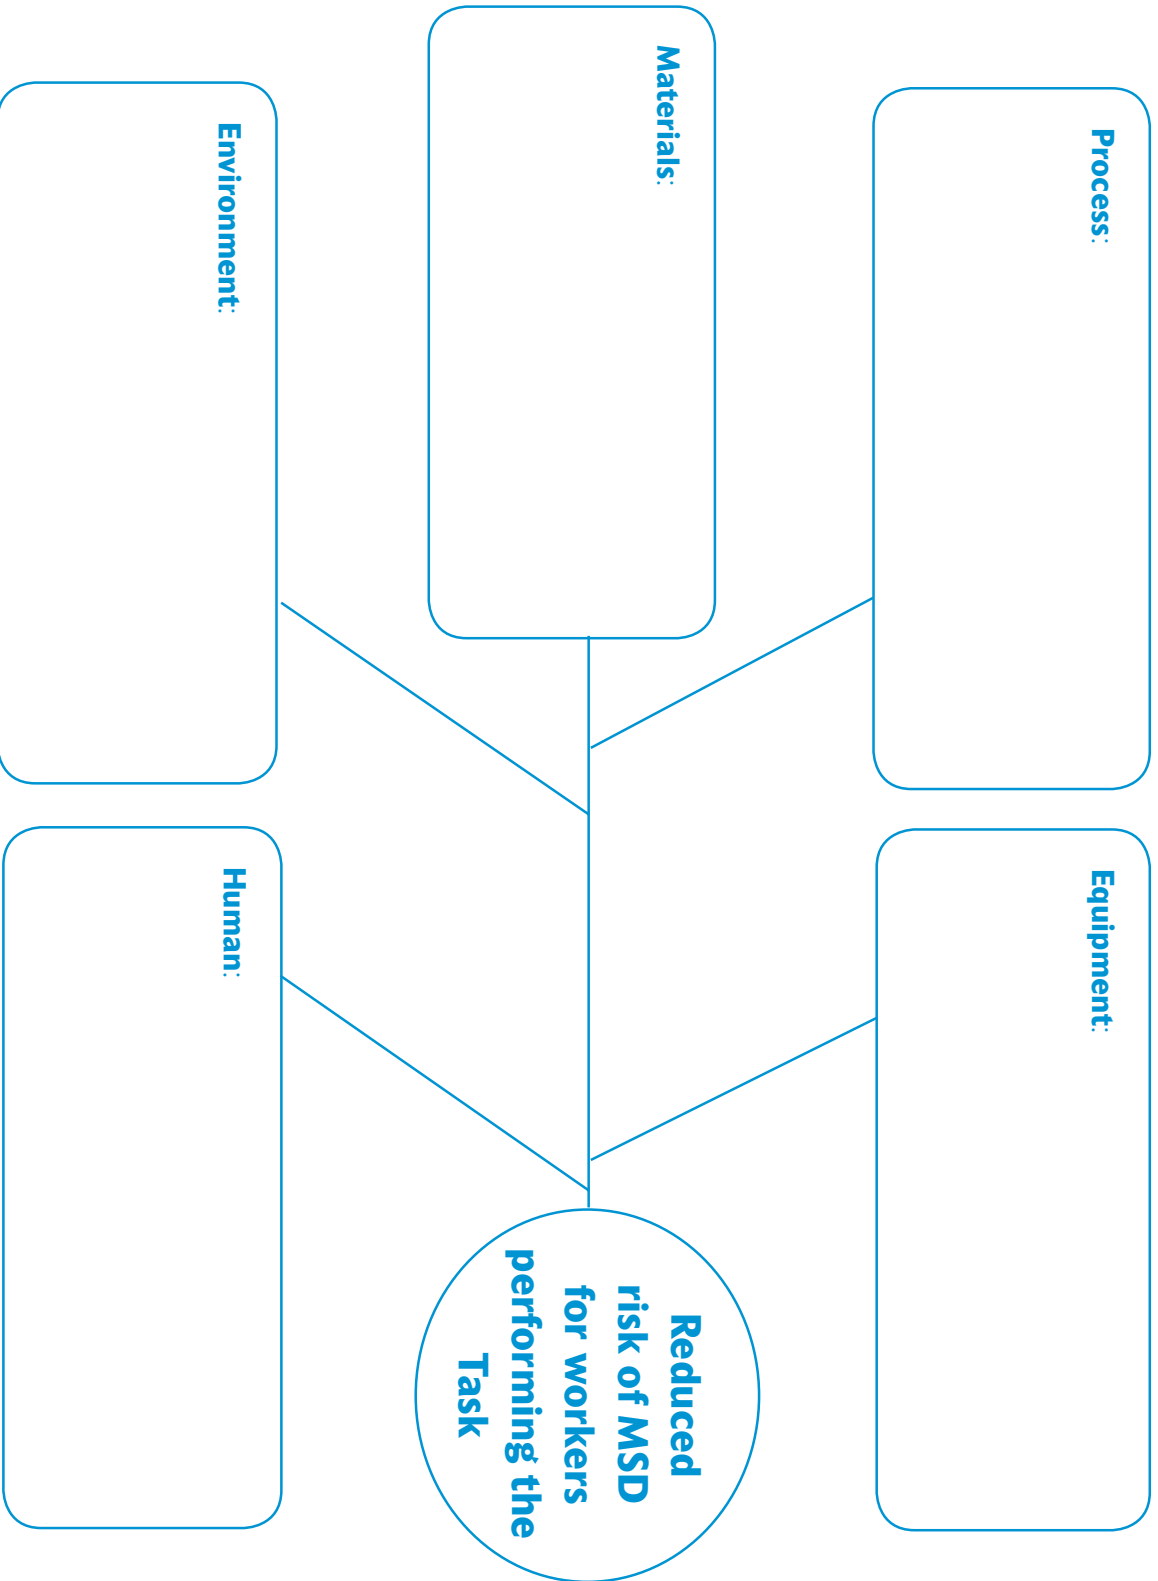 Process:
Equipment:
Materials:
Reduced
risk of MSD
for workers
performing the
Task
Environment:
Human: